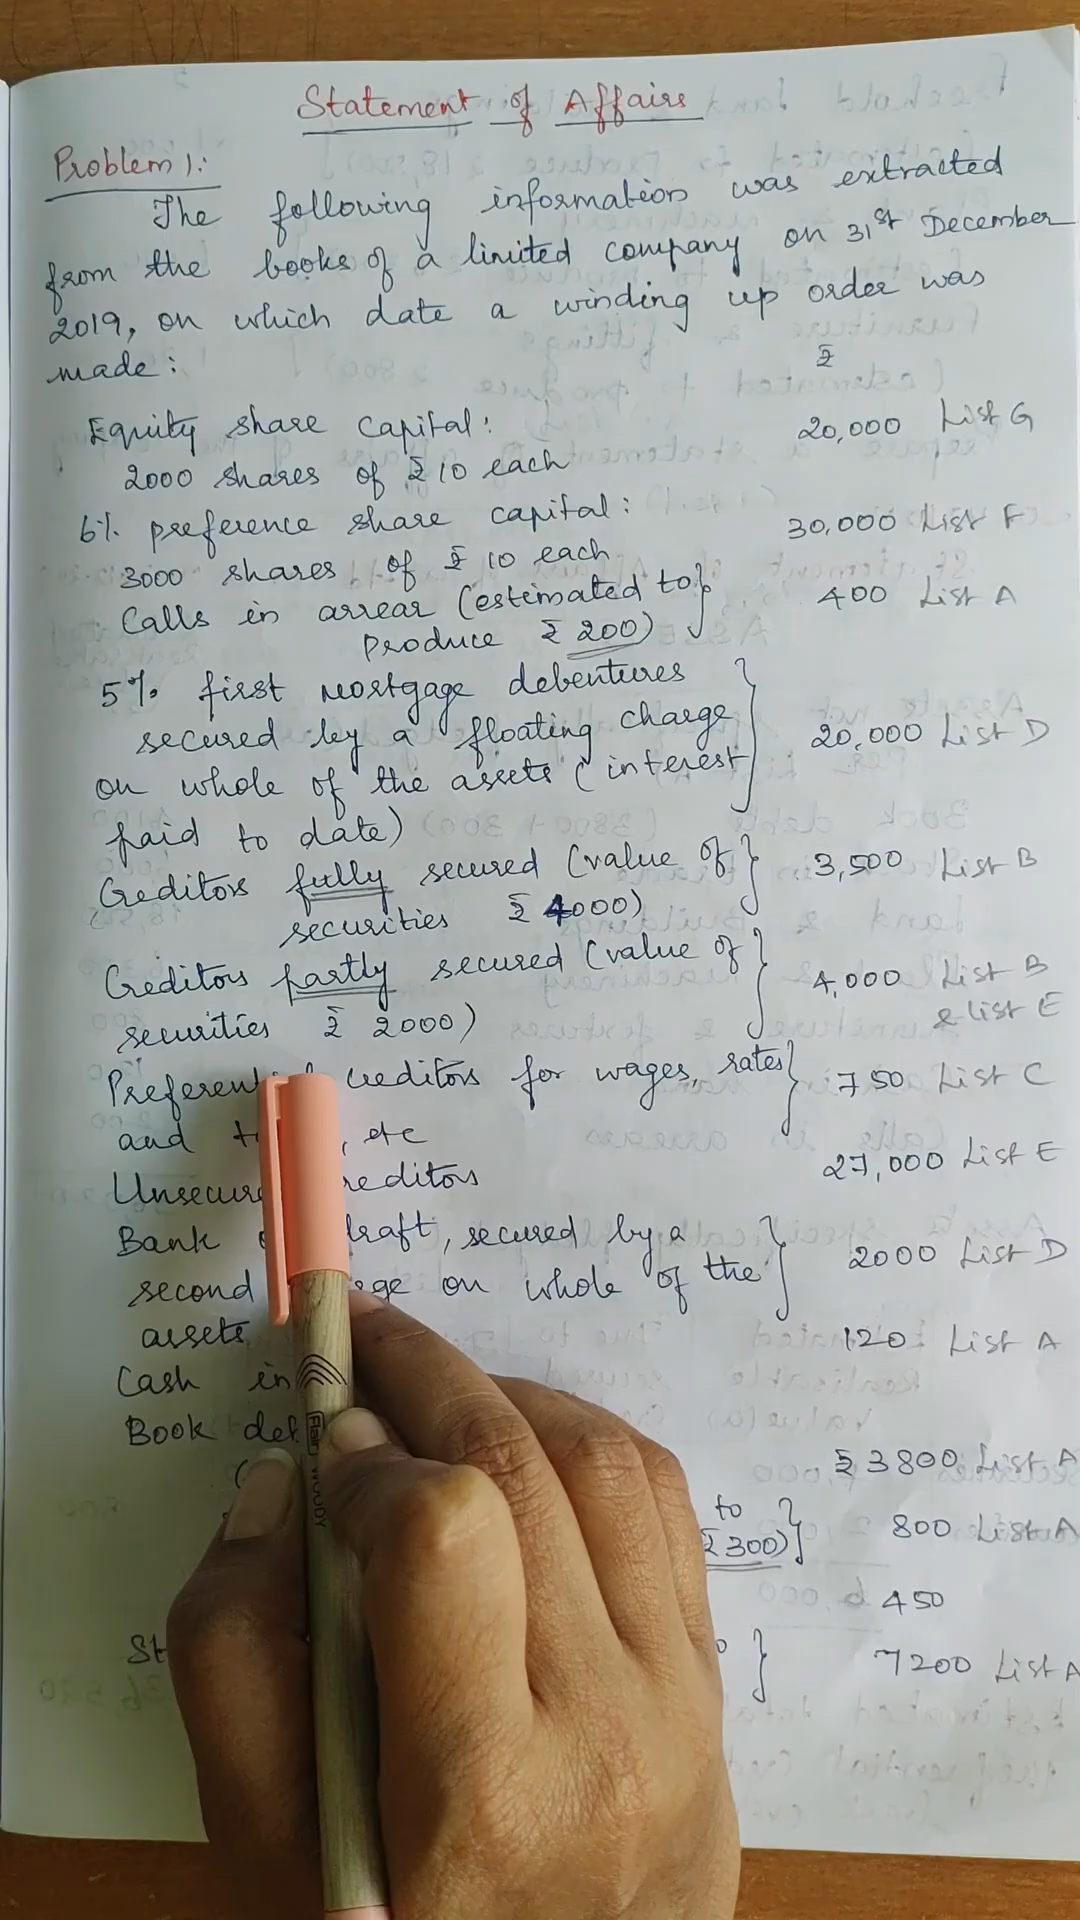 Statement of Affairs
Problem 1:
The following information was extracted
from the books of a limited company on 31st December
2019, on which date a winding up order was
made:
₹
Equity share capital: 20,000 List G
2000 shares of ₹ 10 each
6% preference share capital: 30,000 List F
3000 shares of ₹ 10 each
Calls in arrear (estimated to 400 List A
produce ₹ 200)
5% first Mortgage debentures
secured by a floating charge 20,000 List D
on whole of the assets (interest
paid to date)
Creditors fully secured (value of 3,500 List B
securities ₹ 4000)
Creditors partly secured (value of 4,000 List B
securities ₹ 2000) & List E
creditors for wages, rates 750 List C
and , etc
27,000 List E
Bank , secured by a
second on whole of the 2000 List D
assets
Cash in 120 List A
Book
₹ 3800 List A
to 800 List A
₹ 300)
450
7200 List A
Flair WOODY